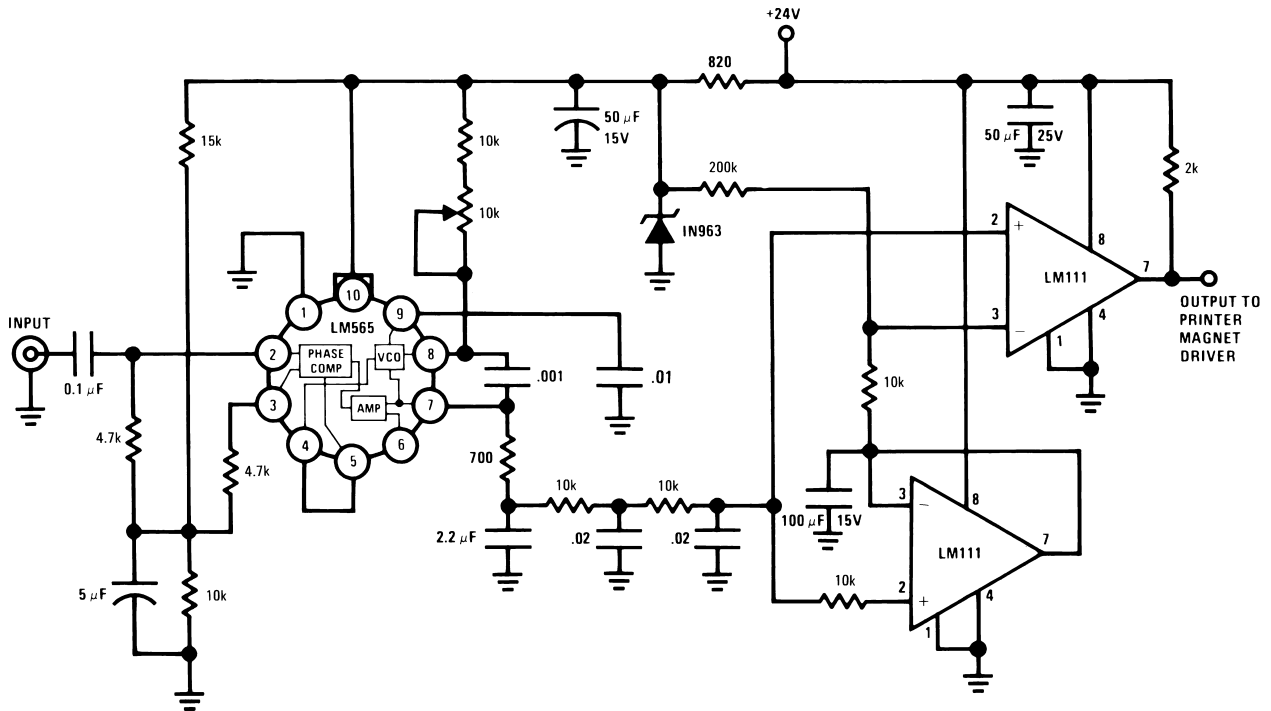 +24V
820
50 µF
15V
50 µF 25V
15k
10k
10k
200k
2k
IN963
2
+
8
LM111
7
3
−
4
1
OUTPUT TO
PRINTER
MAGNET
DRIVER
INPUT
0.1 µF
1
10
9
LM565
2
PHASE
COMP
VCO
8
3
AMP
7
4
5
6
.001
.01
4.7k
4.7k
700
10k
10k
10k
2.2 µF
.02
.02
100 µF 15V
3
−
8
LM111
7
10k
2
+
4
1
5 µF
10k